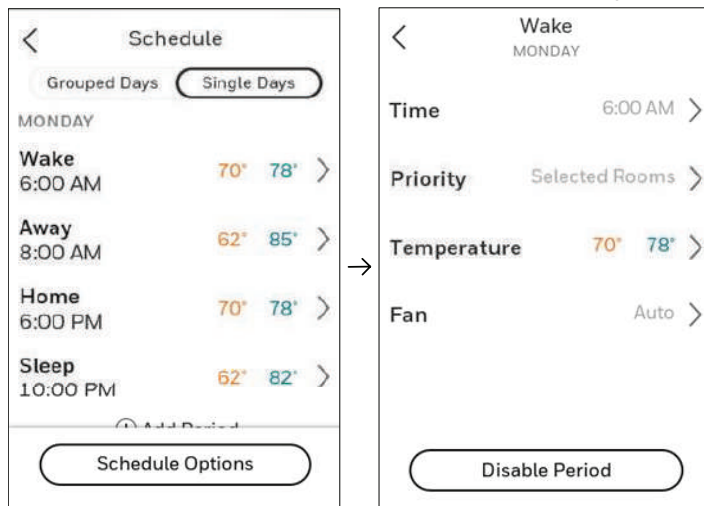 Schedule
Grouped Days Single Days
MONDAY
Wake
6:00 AM 70° 78°
Away
8:00 AM 62° 85°
Home
6:00 PM 70° 78°
Sleep
10:00 PM 62° 82°
Add Period
Schedule Options
→
Wake
MONDAY
Time 6:00 AM
Priority Selected Rooms
Temperature 70° 78°
Fan Auto
Disable Period